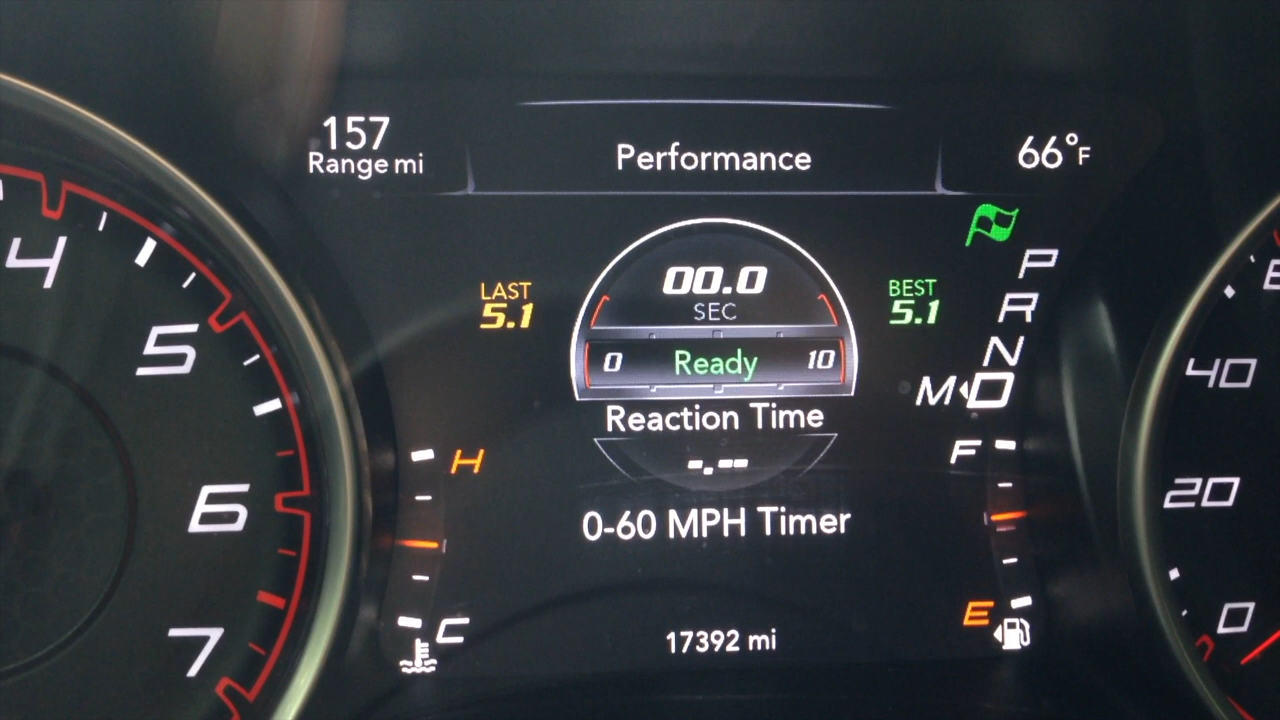 157
Range mi
Performance
66°F
LAST
5.1
00.0
SEC
BEST
5.1
0 Ready 10
Reaction Time
-.--
0-60 MPH Timer
17392 mi
P
R
N
M D
H
C
F
E
4
5
6
7
40
20
0